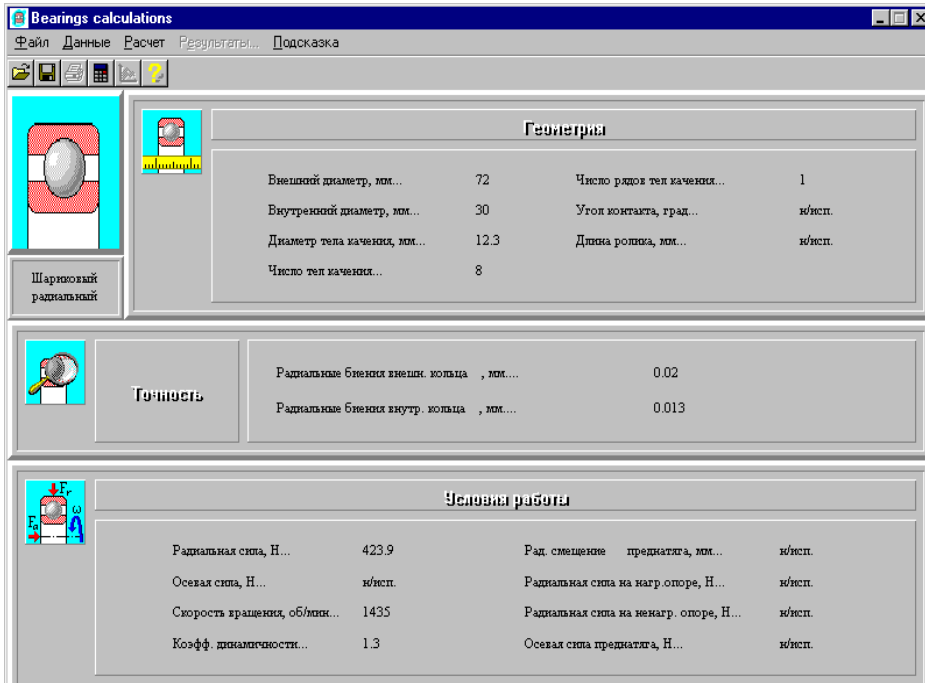 Bearings calculations
Файл Данные Расчет Результаты... Подсказка
Геометрия
Внешний диаметр, мм... 72 Число рядов тел качения... 1
Внутренний диаметр, мм... 30 Угол контакта, град... н/исп.
Диаметр тела качения, мм... 12.3 Длина ролика, мм... н/исп.
Число тел качения... 8
Шариковый
радиальный
Точность
Радиальные биения внешн. кольца , мм.... 0.02
Радиальные биения внутр. кольца , мм.... 0.013
Fr
ω
Fa
Условия работы
Радиальная сила, Н... 423.9 Рад. смещение преднатяга, мм... н/исп.
Осевая сила, Н... н/исп. Радиальная сила на нагр.опоре, Н... н/исп.
Скорость вращения, об/мин... 1435 Радиальная сила на ненагр. опоре, Н... н/исп.
Коэфф. динамичности... 1.3 Осевая сила преднатяга, Н... н/исп.